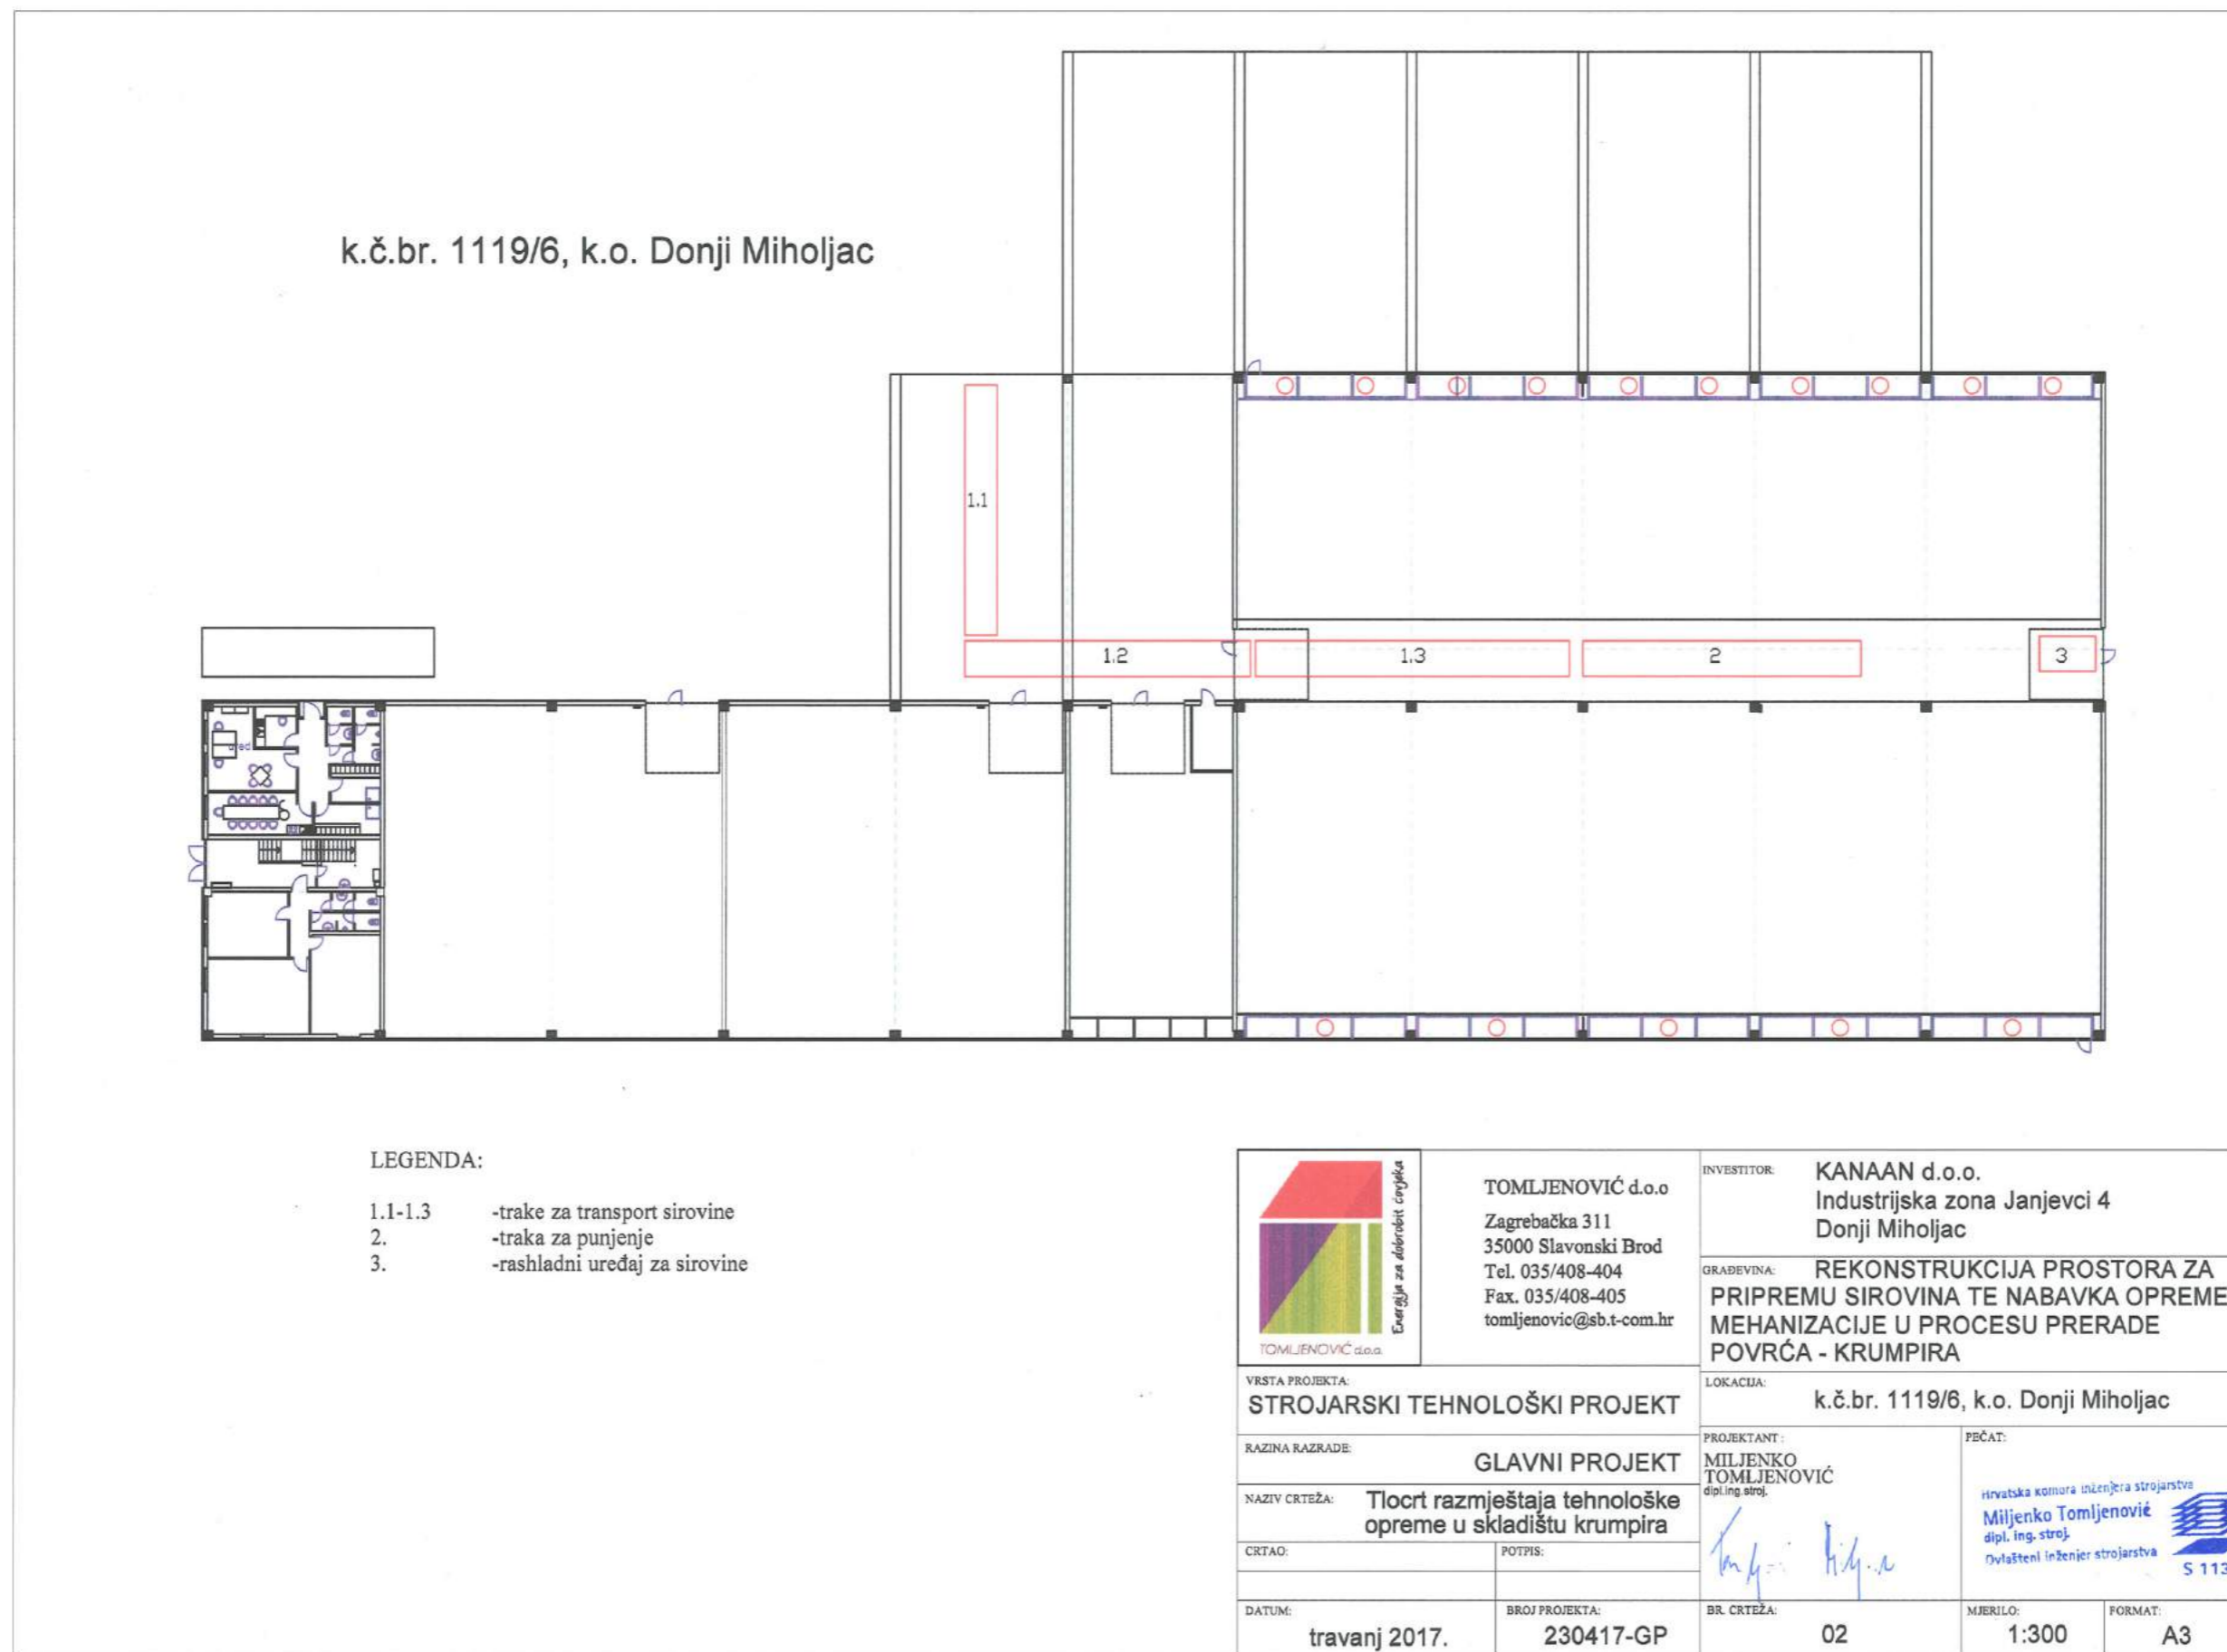 k.č.br. 1119/6, k.o. Donji Miholjac
1.1
1.2
1.3
2
3
ured
LEGENDA:
1.1-1.3 -trake za transport sirovine
2. -traka za punjenje
3. -rashladni uređaj za sirovine
Energija za dobrobit čovjeka
TOMLJENOVIĆ d.o.o.
TOMLJENOVIĆ d.o.o
Zagrebačka 311
35000 Slavonski Brod
Tel. 035/408-404
Fax. 035/408-405
tomljenovic@sb.t-com.hr
INVESTITOR: KANAAN d.o.o.
Industrijska zona Janjevci 4
Donji Miholjac
GRAĐEVINA: REKONSTRUKCIJA PROSTORA ZA
PRIPREMU SIROVINA TE NABAVKA OPREME
MEHANIZACIJE U PROCESU PRERADE
POVRĆA - KRUMPIRA
VRSTA PROJEKTA:
STROJARSKI TEHNOLOŠKI PROJEKT
LOKACIJA:
k.č.br. 1119/6, k.o. Donji Miholjac
RAZINA RAZRADE:
GLAVNI PROJEKT
PROJEKTANT:
MILJENKO
TOMLJENOVIĆ
dipl.ing.stroj.
PEČAT:
Hrvatska komora inženjera strojarstva
Miljenko Tomljenović
dipl. ing. stroj.
Ovlašteni inženjer strojarstva
S 113
NAZIV CRTEŽA: Tlocrt razmještaja tehnološke
opreme u skladištu krumpira
CRTAO:
POTPIS:
DATUM:
travanj 2017.
BROJ PROJEKTA:
230417-GP
BR. CRTEŽA:
02
MJERILO:
1:300
FORMAT:
A3